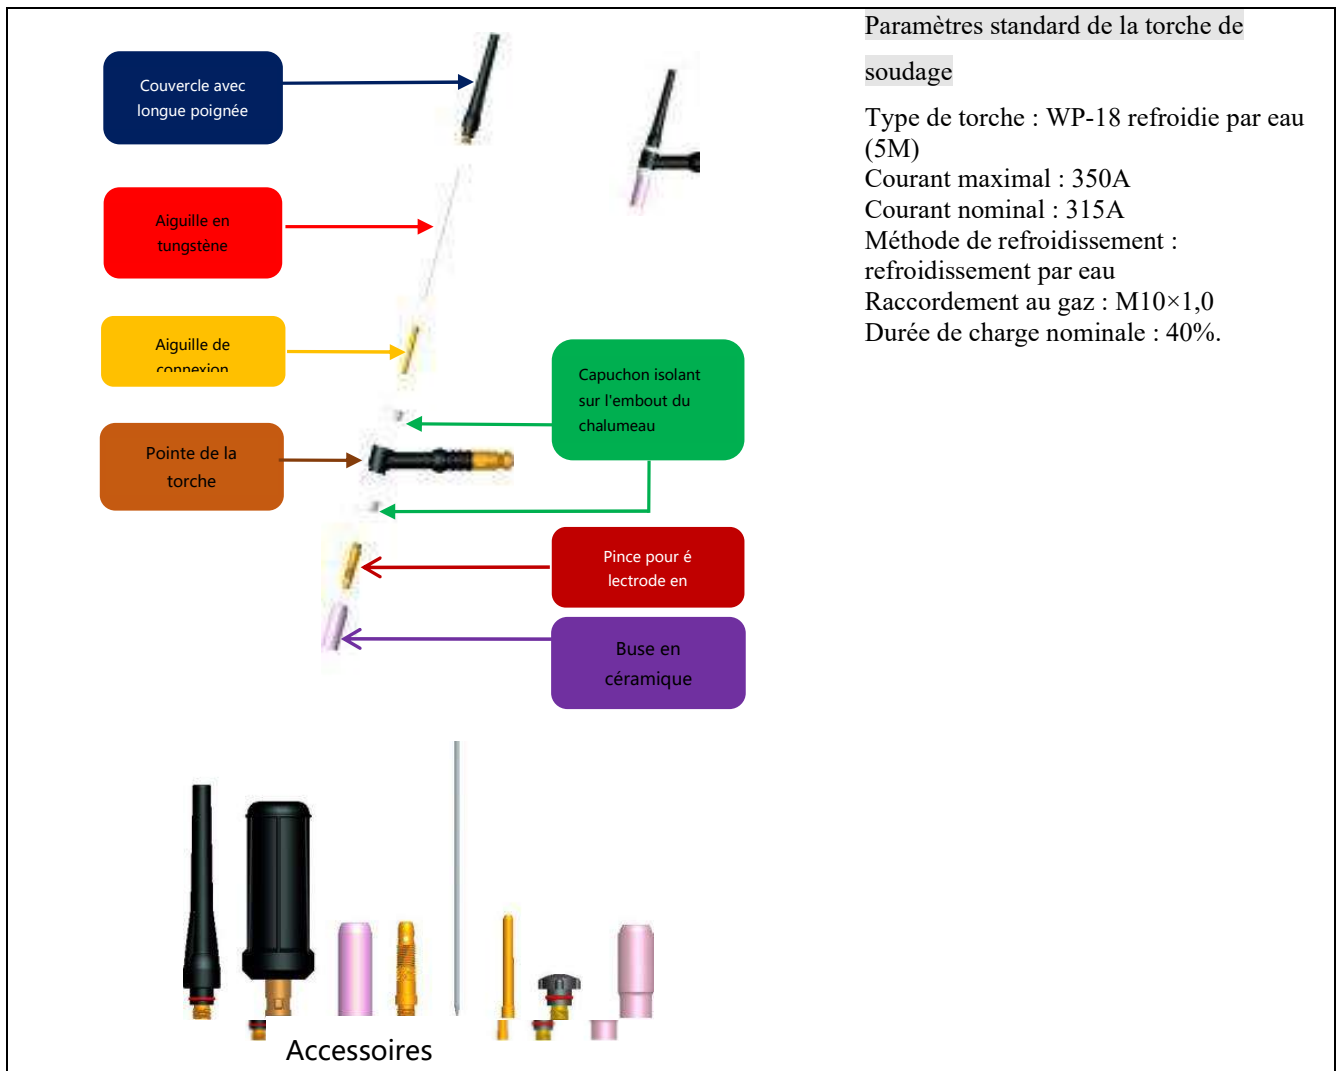 Paramètres standard de la torche de
soudage
Type de torche : WP-18 refroidie par eau
(5M)
Courant maximal : 350A
Courant nominal : 315A
Méthode de refroidissement :
refroidissement par eau
Raccordement au gaz : M10×1,0
Durée de charge nominale : 40%.
Couvercle avec
longue poignée
Aiguille en
tungstène
Aiguille de
connexion
Capuchon isolant
sur l'embout du
chalumeau
Pointe de la
torche
Pince pour é
lectrode en
Buse en
céramique
Accessoires